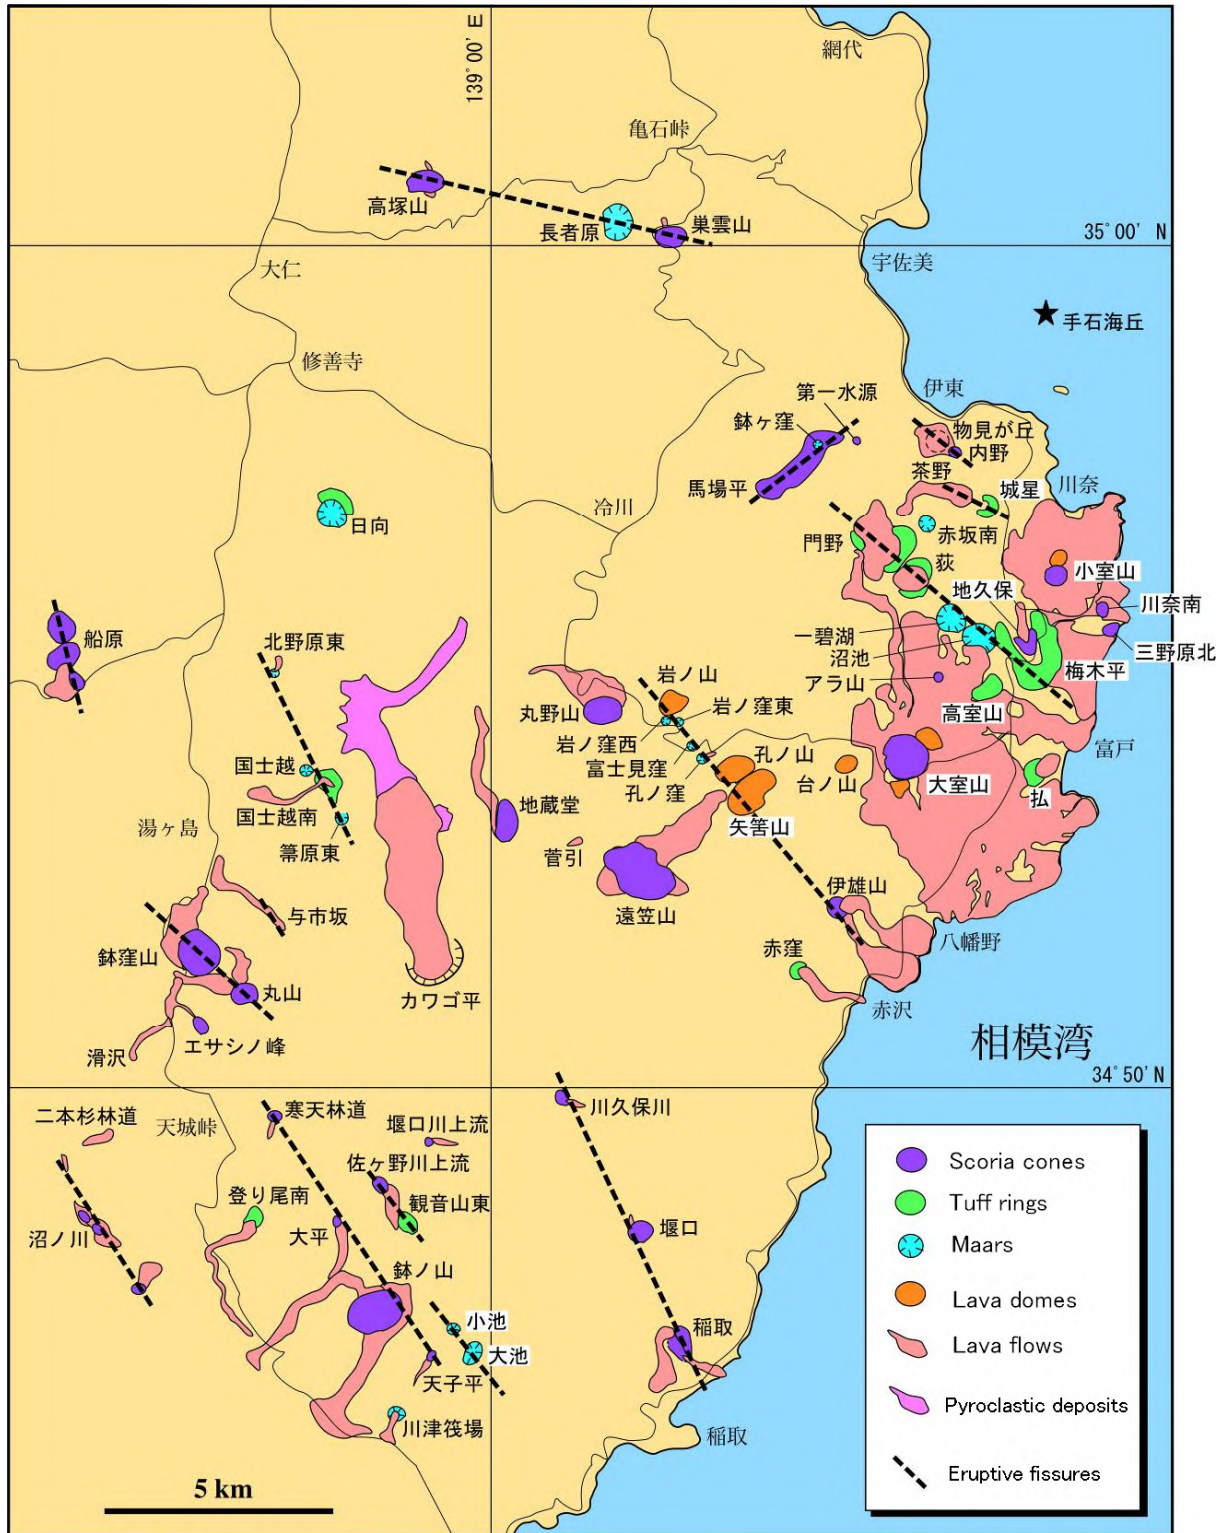 139°00' E
網代
亀石峠
高塚山
長者原
巣雲山
35°00' N
宇佐美
大仁
手石海丘
修善寺
伊東
第一水源
鉢ヶ窪
物見が丘
内野
茶野
馬場平
城星
川奈
冷川
日向
門野
赤坂南
荻
小室山
地久保
川奈南
船原
北野原東
一碧湖
沼池
三野原北
アラ山
梅木平
岩ノ山
岩ノ窪東
丸野山
高室山
岩ノ窪西
富士見窪
孔ノ山
富戸
国士越
孔ノ窪
台ノ山
大室山
払
国士越南
地蔵堂
湯ヶ島
矢筈山
箒原東
菅引
伊雄山
与市坂
遠笠山
八幡野
鉢窪山
赤窪
丸山
カワゴ平
赤沢
エサシノ峰
滑沢
相模湾
34°50'N
二本杉林道
天城峠
寒天林道
堰口川上流
川久保川
佐ヶ野川上流
登り尾南
観音山東
沼ノ川
大平
堰口
鉢ノ山
小池
大池
稲取
天子平
川津筏場
稲取
5 km
Scoria cones
Tuff rings
Maars
Lava domes
Lava flows
Pyroclastic deposits
Eruptive fissures